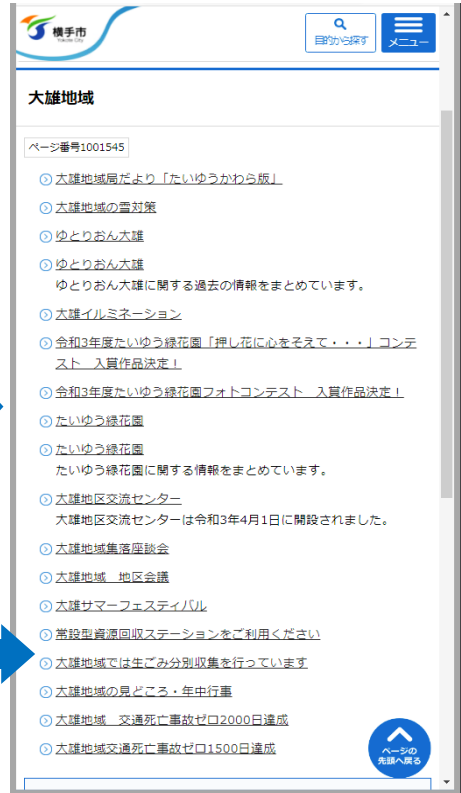 横手市
Yokote City
目的から探す
メニュー
大雄地域
ページ番号1001545
大雄地域局だより「たいゆうかわら版」
大雄地域の雪対策
ゆとりおん大雄
ゆとりおん大雄
ゆとりおん大雄に関する過去の情報をまとめています。
大雄イルミネーション
令和3年度たいゆう緑花園「押し花に心をそえて・・・」コンテ
スト　入賞作品決定！
令和3年度たいゆう緑花園フォトコンテスト　入賞作品決定！
たいゆう緑花園
たいゆう緑花園
たいゆう緑花園に関する情報をまとめています。
大雄地区交流センター
大雄地区交流センターは令和3年4月1日に開設されました。
大雄地域集落座談会
大雄地域　地区会議
大雄サマーフェスティバル
常設型資源回収ステーションをご利用ください
大雄地域では生ごみ分別収集を行っています
大雄地域の見どころ・年中行事
大雄地域　交通死亡事故ゼロ2000日達成
大雄地域交通死亡事故ゼロ1500日達成
ページの
先頭へ戻る